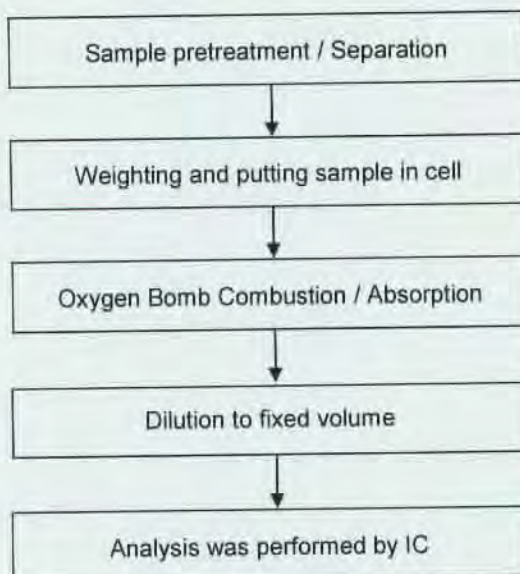 Sample pretreatment / Separation
Weighting and putting sample in cell
Oxygen Bomb Combustion / Absorption
Dilution to fixed volume
Analysis was performed by IC